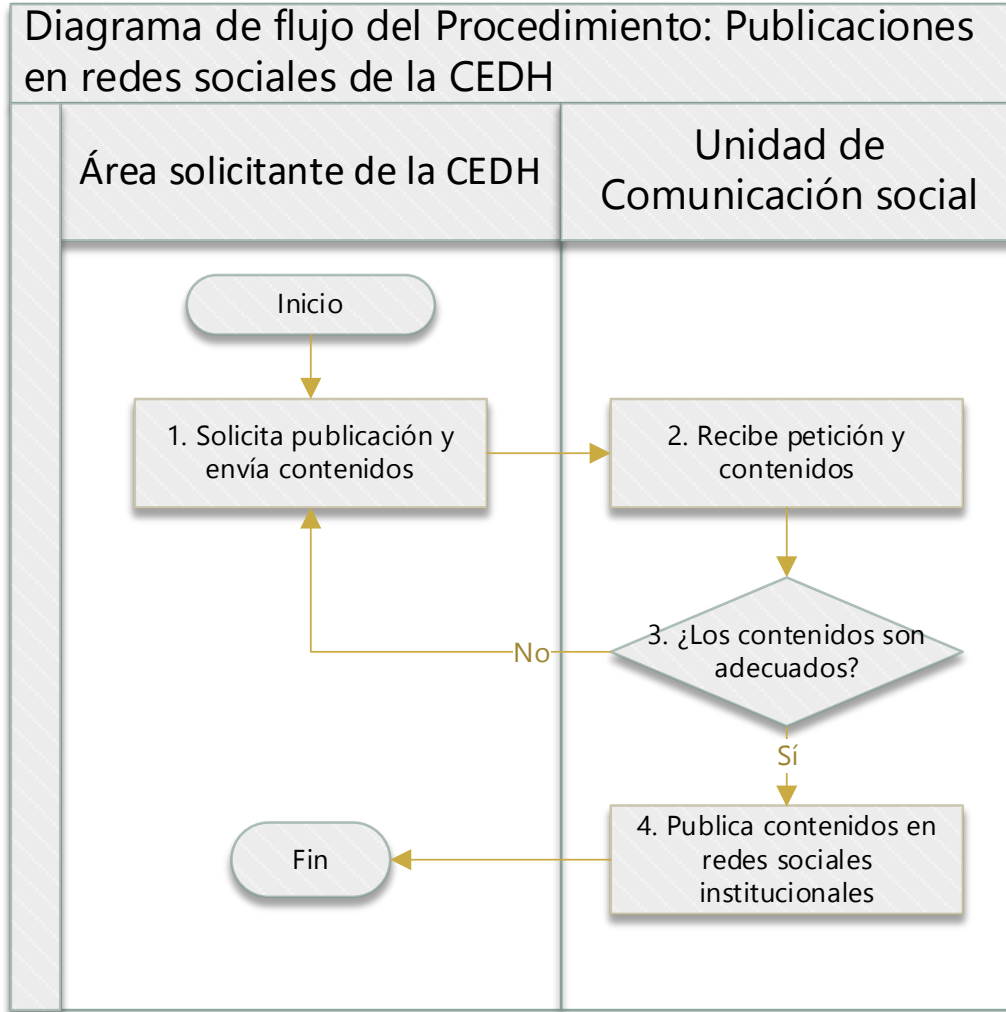 Diagrama de flujo del Procedimiento: Publicaciones
en redes sociales de la CEDH
Área solicitante de la CEDH
Unidad de
Comunicación social
Inicio
1. Solicita publicación y
envía contenidos
2. Recibe petición y
contenidos
3. ¿Los contenidos son
adecuados?
No
Sí
4. Publica contenidos en
redes sociales
institucionales
Fin